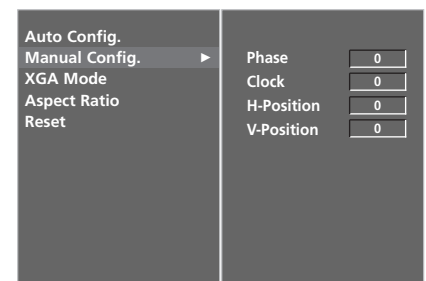 Auto Config.
Manual Config. ►
XGA Mode
Aspect Ratio
Reset
Phase 0
Clock 0
H-Position 0
V-Position 0